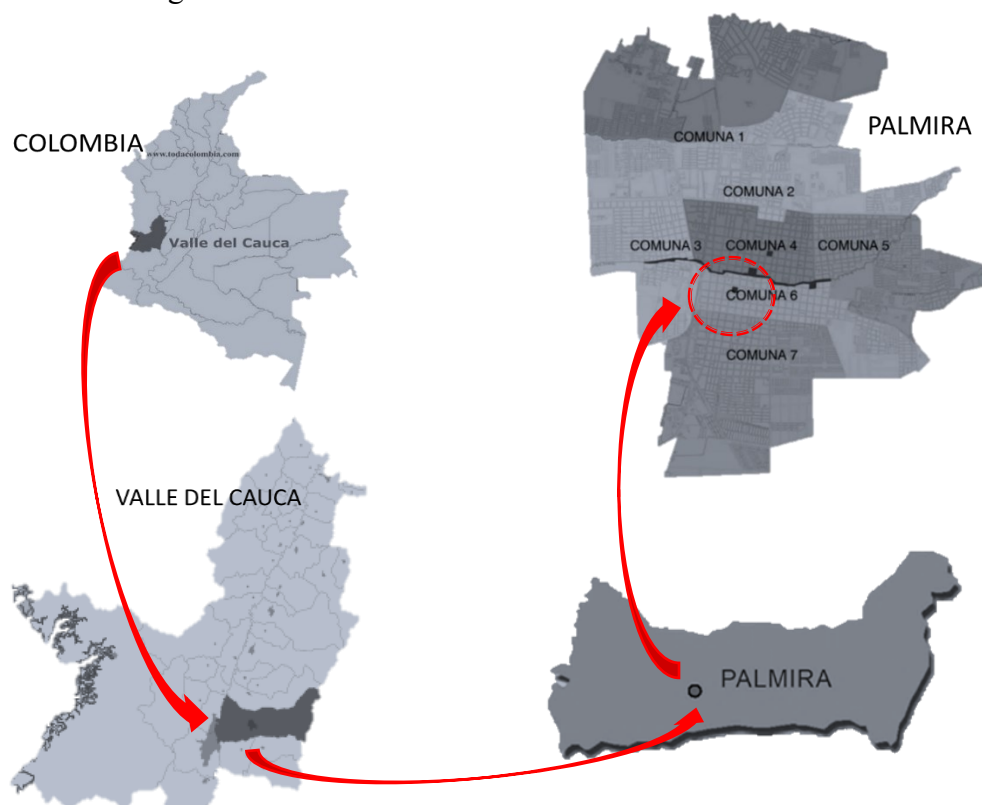 COLOMBIA
www.todacolombia.com
Valle del Cauca
PALMIRA
COMUNA 1
COMUNA 2
COMUNA 3
COMUNA 4
COMUNA 5
COMUNA 6
COMUNA 7
VALLE DEL CAUCA
PALMIRA